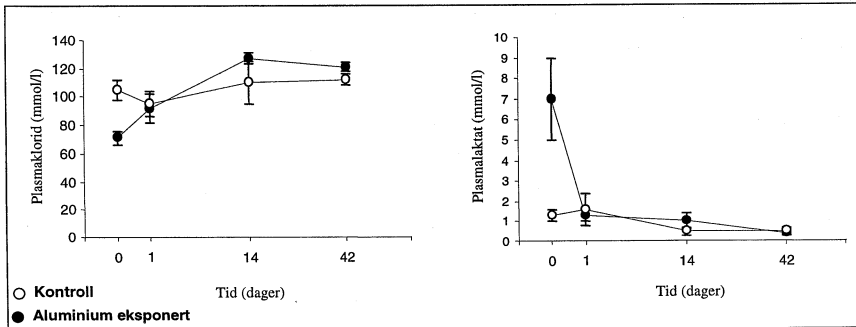 Plasmaklorid (mmol/l)
140
120
100
80
60
40
20
0
0 1 14 42
Tid (dager)
Plasmalaktat (mmol/l)
10
9
8
7
6
5
4
3
2
1
0
0 1 14 42
Tid (dager)
Kontroll
Aluminium eksponert